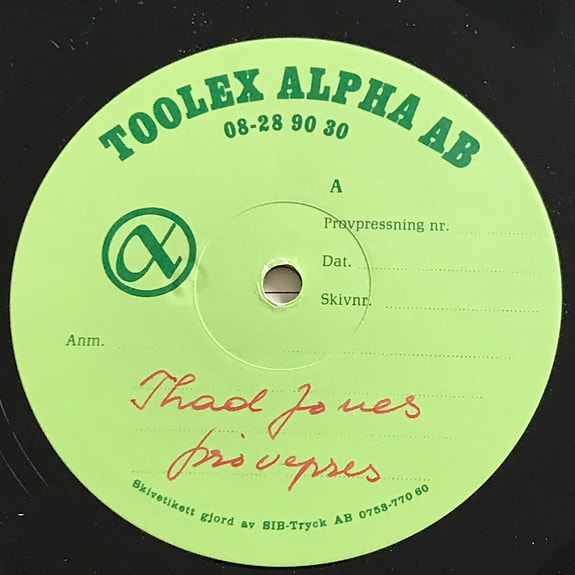 TOOLEX ALPHA AB
08-28 90 30
A
Provpressning nr.
Dat.
Skivnr.
Anm.
Thad Jones
provepres
Skivetikett gjord av SIB-Tryck AB 0753-770 60